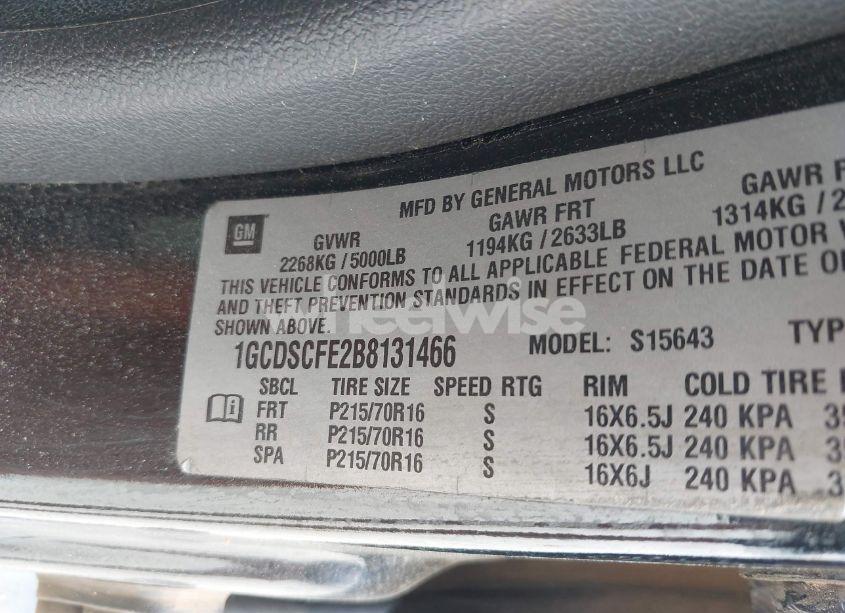 MFD BY GENERAL MOTORS LLC
GM
GVWR GAWR FRT GAWR
2268KG / 5000LB 1194KG / 2633LB 1314KG /
THIS VEHICLE CONFORMS TO ALL APPLICABLE FEDERAL MOTOR
AND THEFT PREVENTION STANDARDS IN EFFECT ON THE DATE
SHOWN ABOVE.
wheelwise
1GCDSCFE2B8131466 MODEL: S15643 TYP
SBCL TIRE SIZE SPEED RTG RIM COLD TIRE
FRT P215/70R16 S 16X6.5J 240 KPA
RR P215/70R16 S 16X6.5J 240 KPA
SPA P215/70R16 S 16X6J 240 KPA